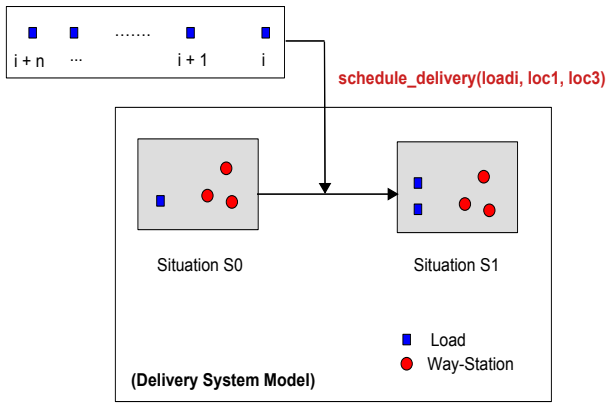 .......
i + n ... i + 1 i
schedule_delivery(loadi, loc1, loc3)
Situation S0 Situation S1
Load
Way-Station
(Delivery System Model)